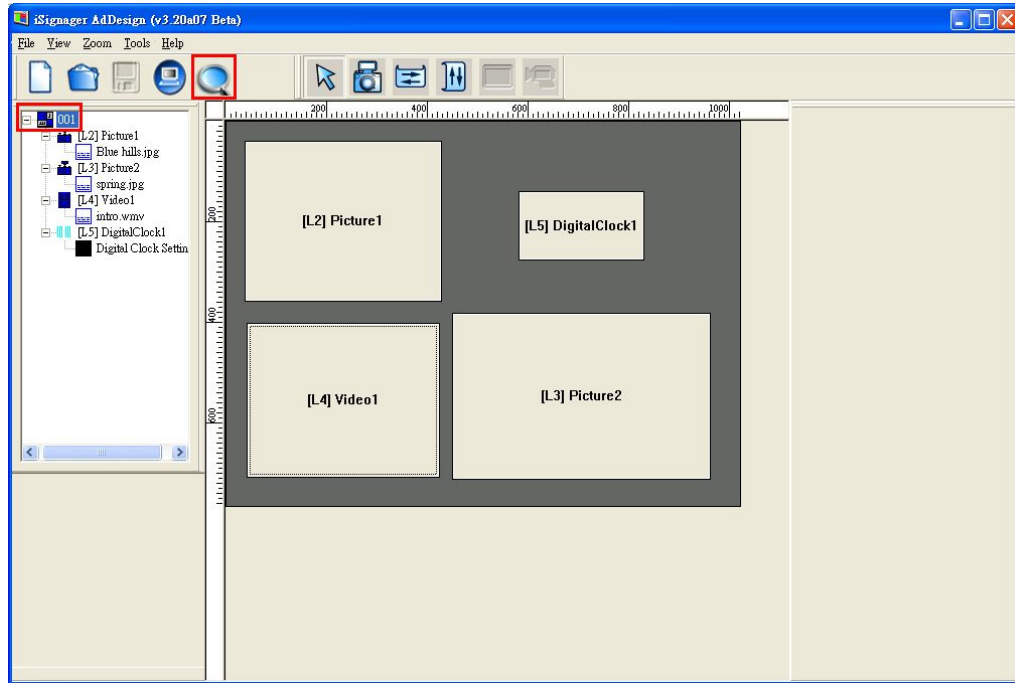 iSignager AdDesign (v3.20a07 Beta)
File View Zoom Tools Help
001
[L2] Picture1
Blue hills.jpg
[L3] Picture2
spring.jpg
[L4] Video1
intro.wmv
[L5] DigitalClock1
Digital Clock Settin
200 400 600 800 1000
200
400
600
[L2] Picture1
[L5] DigitalClock1
[L4] Video1
[L3] Picture2